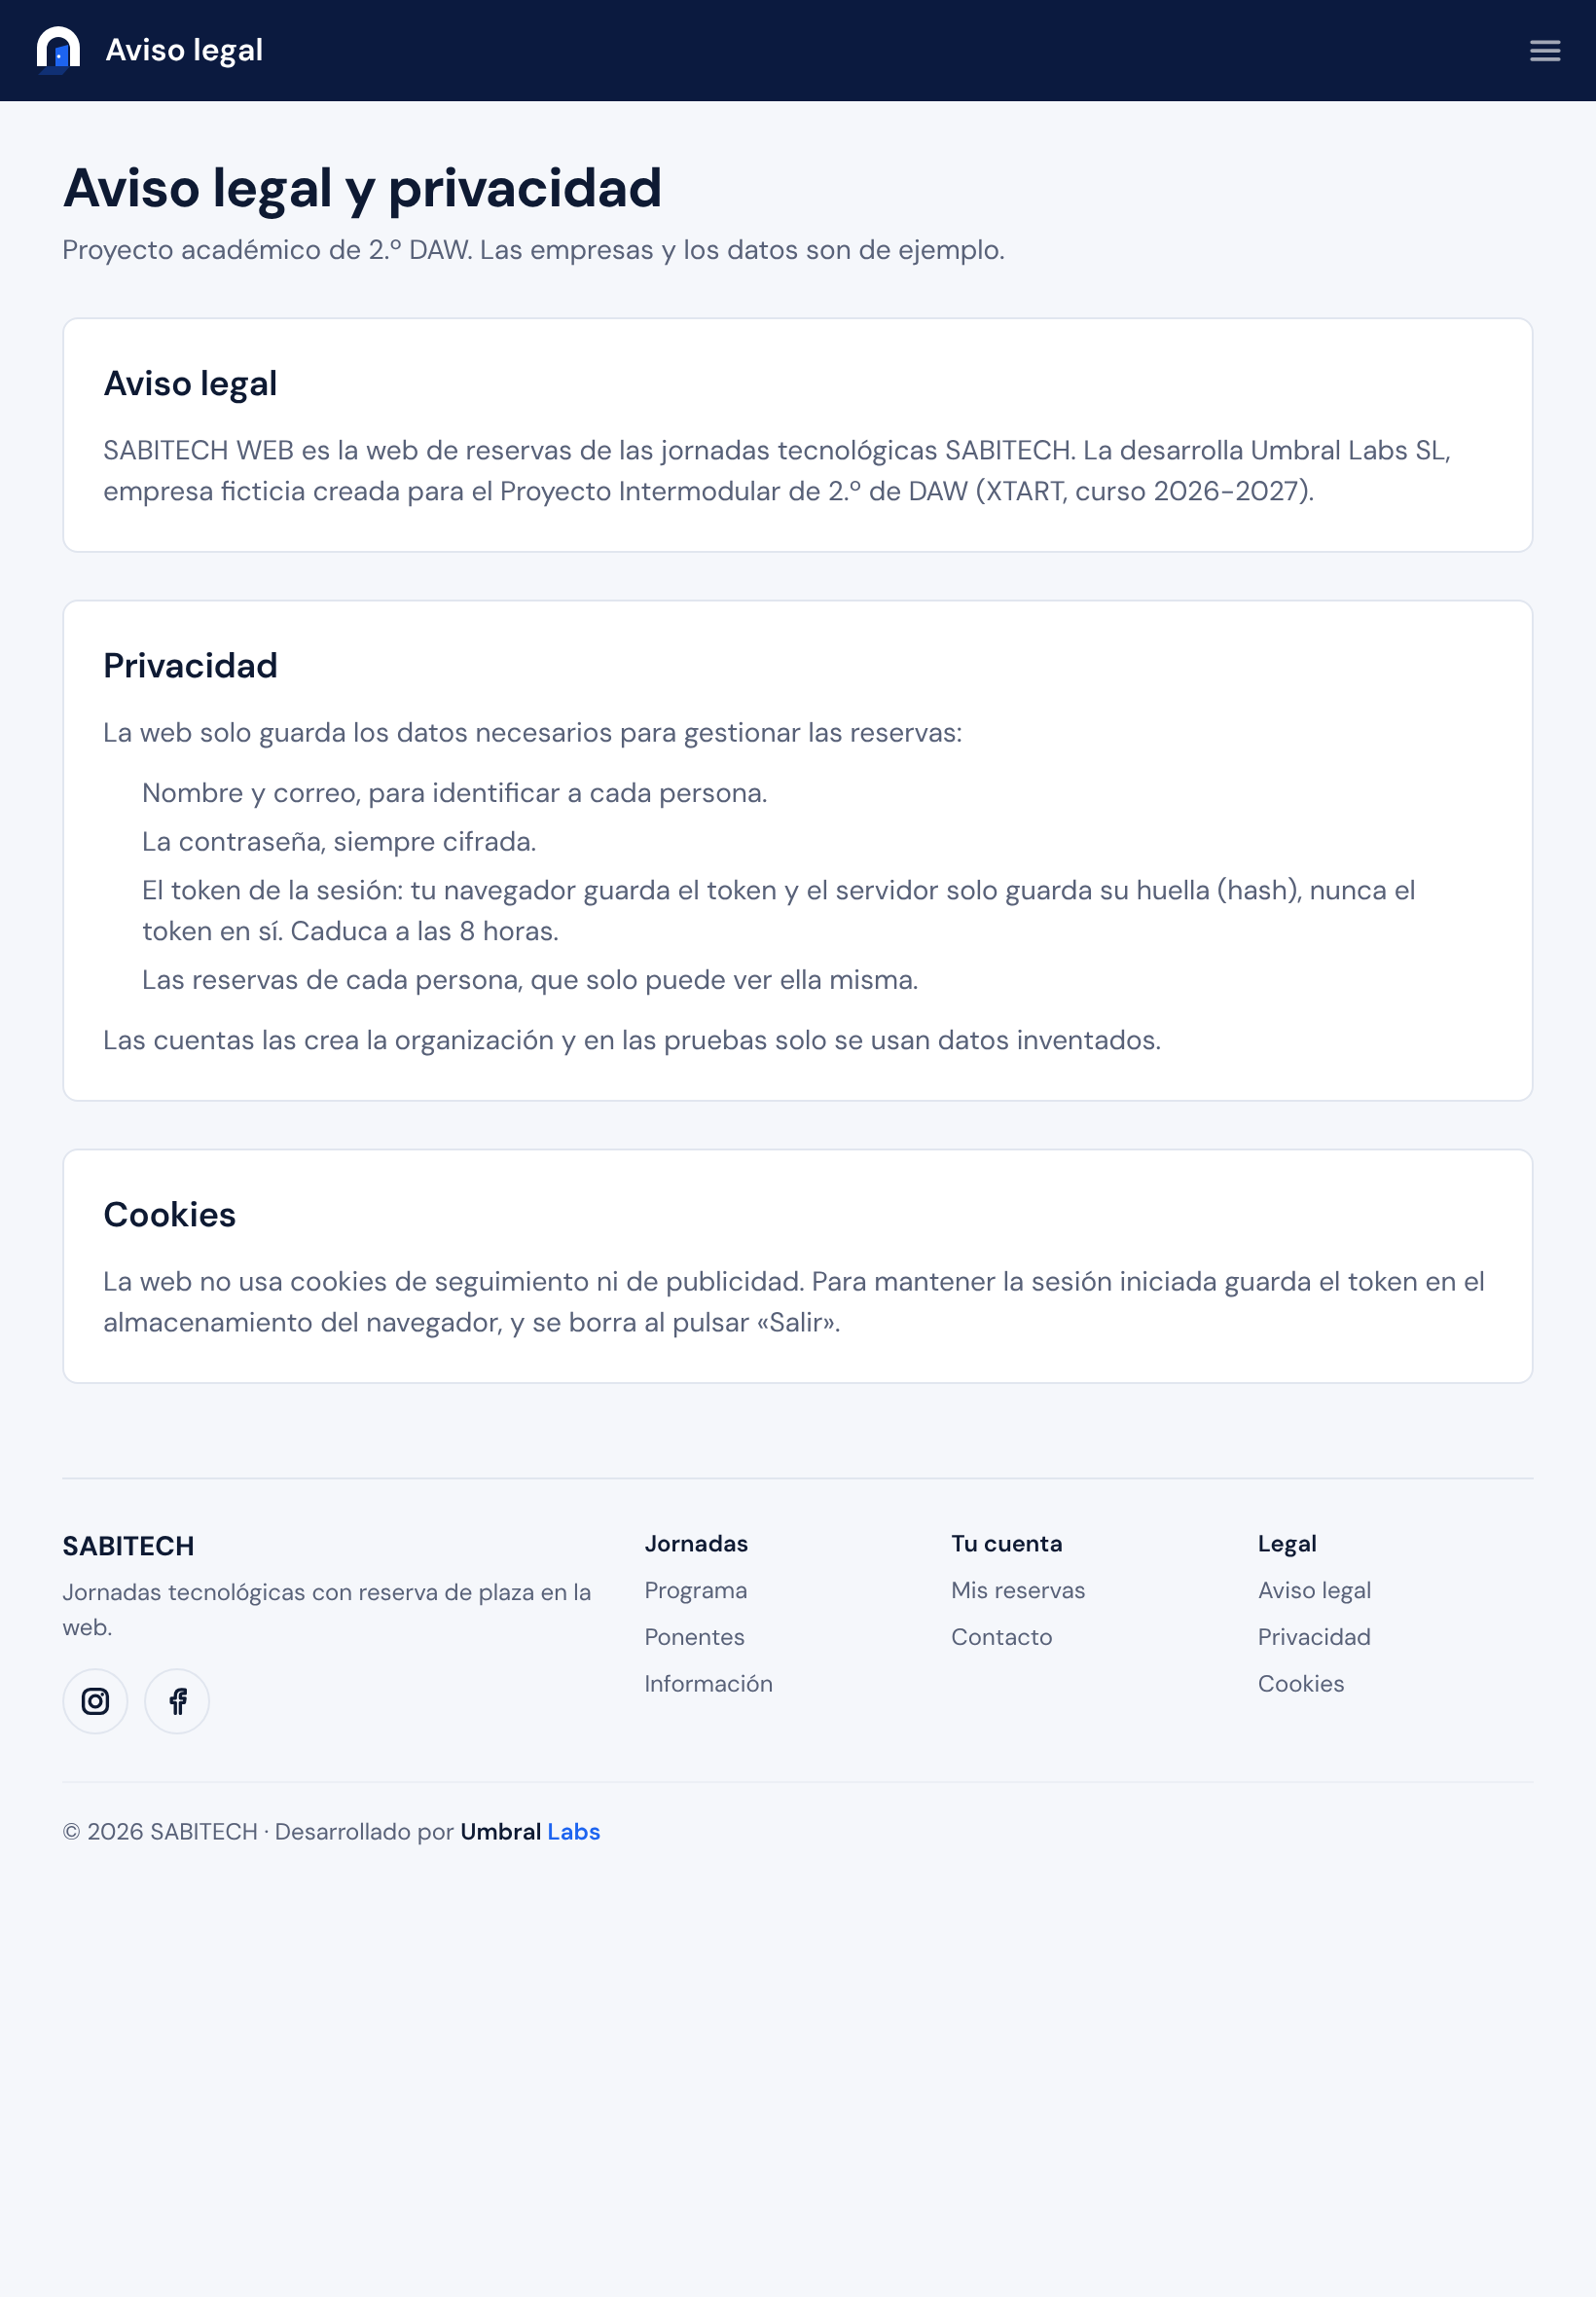 Aviso legal
Aviso legal y privacidad
Proyecto académico de 2.º DAW. Las empresas y los datos son de ejemplo.
Aviso legal
SABITECH WEB es la web de reservas de las jornadas tecnológicas SABITECH. La desarrolla Umbral Labs SL,
empresa ficticia creada para el Proyecto Intermodular de 2.º de DAW (XTART, curso 2026-2027).
Privacidad
La web solo guarda los datos necesarios para gestionar las reservas:
Nombre y correo, para identificar a cada persona.
La contraseña, siempre cifrada.
El token de la sesión: tu navegador guarda el token y el servidor solo guarda su huella (hash), nunca el
token en sí. Caduca a las 8 horas.
Las reservas de cada persona, que solo puede ver ella misma.
Las cuentas las crea la organización y en las pruebas solo se usan datos inventados.
Cookies
La web no usa cookies de seguimiento ni de publicidad. Para mantener la sesión iniciada guarda el token en el
almacenamiento del navegador, y se borra al pulsar «Salir».
SABITECH
Jornadas tecnológicas con reserva de plaza en la
web.
Jornadas
Programa
Ponentes
Información
Tu cuenta
Mis reservas
Contacto
Legal
Aviso legal
Privacidad
Cookies
© 2026 SABITECH · Desarrollado por Umbral Labs